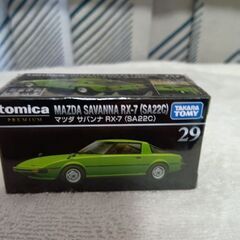 tomica
PREMIUM
MAZDA SAVANNA RX-7 (SA22C)
マツダ サバンナ RX-7 (SA22C)
TAKARA
TOMY
29